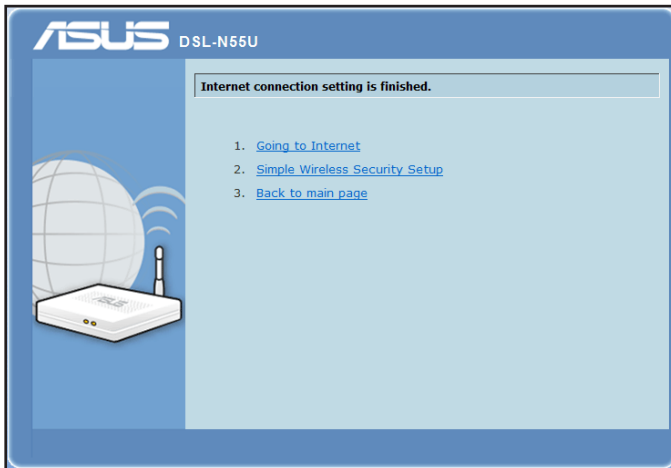 ASUS DSL-N55U
Internet connection setting is finished.
1. Going to Internet
2. Simple Wireless Security Setup
3. Back to main page
ASUS